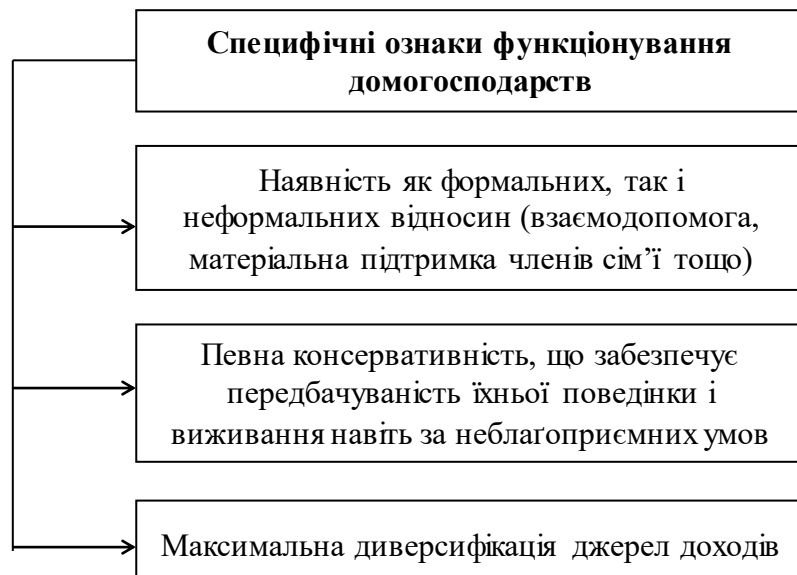 Специфічні ознаки функціонування
домогосподарств
Наявність як формальних, так і
неформальних відносин (взаємодопомога,
матеріальна підтримка членів сім’ї тощо)
Певна консервативність, що забезпечує
передбачуваність їхньої поведінки і
виживання навіть за неблаґоприємних умов
Максимальна диверсифікація джерел доходів